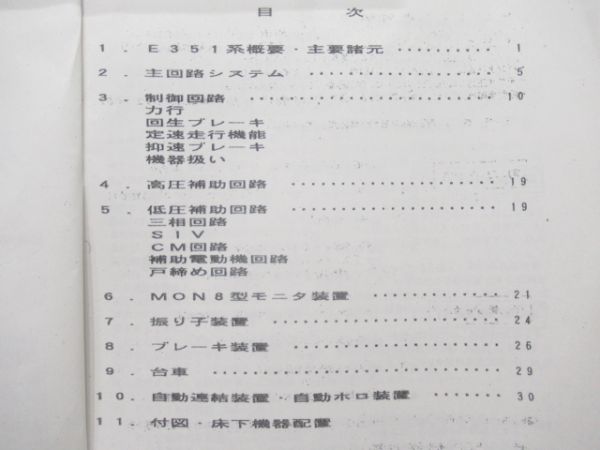 目 次
1 E351系概要・主要諸元 ・・・・・・・・・・ 1
2. 主回路システム ・・・・・・・・・・・・・・・・・・ 5
3. 制御回路 ・・・・・・・・・・・・・・・・・・・・・・・ 10
力行
回生ブレーキ
定速走行機能
抑速ブレーキ
機器扱い
4. 高圧補助回路 ・・・・・・・・・・・・・・・・・・・ 19
5. 低圧補助回路 ・・・・・・・・・・・・・・・・・・・ 19
三相回路
SIV
CM回路
補助電動機回路
戸締め回路
6. MON8型モニタ装置 ・・・・・・・・・・・・ 21
7. 振り子装置 ・・・・・・・・・・・・・・・・・・・・・ 24
8. ブレーキ装置 ・・・・・・・・・・・・・・・・・・・ 26
9. 台車 ・・・・・・・・・・・・・・・・・・・・・・・・・・・ 29
10. 自動連結装置・自動ホロ装置 ・・・・・・・ 30
11. 付図・床下機器配置